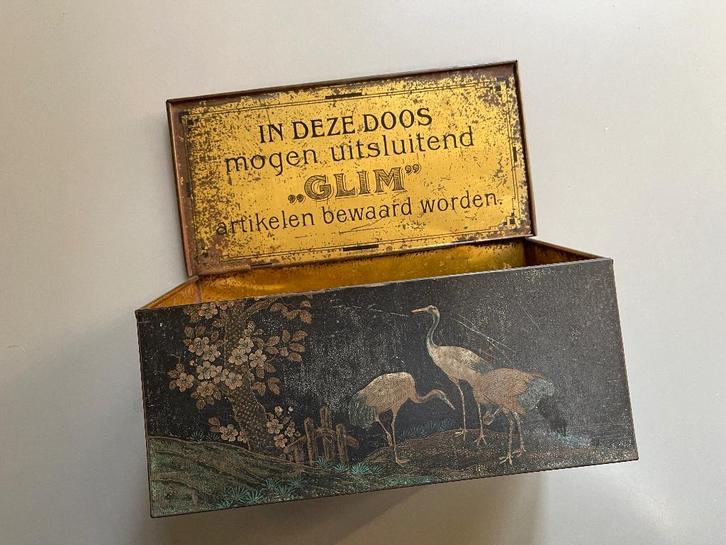 IN DEZE DOOS
mogen uitsluitend
„GLIM”
artikelen bewaard worden.